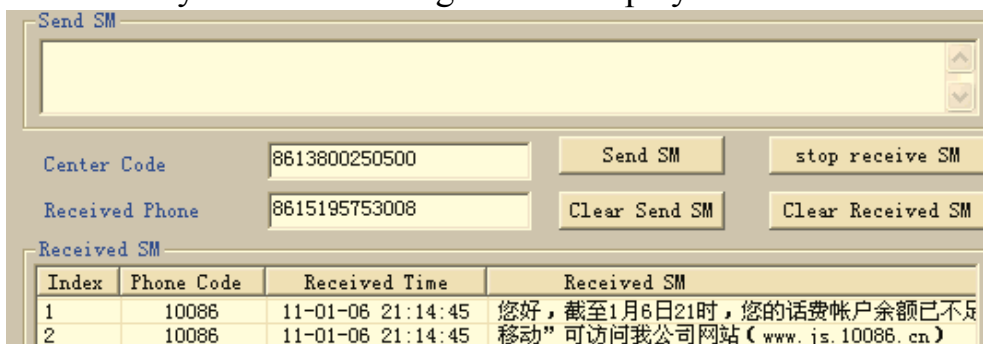 Send SM
Center Code 8613800250500 Send SM stop receive SM
Received Phone 8615195753008 Clear Send SM Clear Received SM
Received SM
Index Phone Code Received Time Received SM
1 10086 11-01-06 21:14:45 您好，截至1月6日21时，您的话费帐户余额已不足
2 10086 11-01-06 21:14:45 移动”可访问我公司网站（www.js.10086.cn）